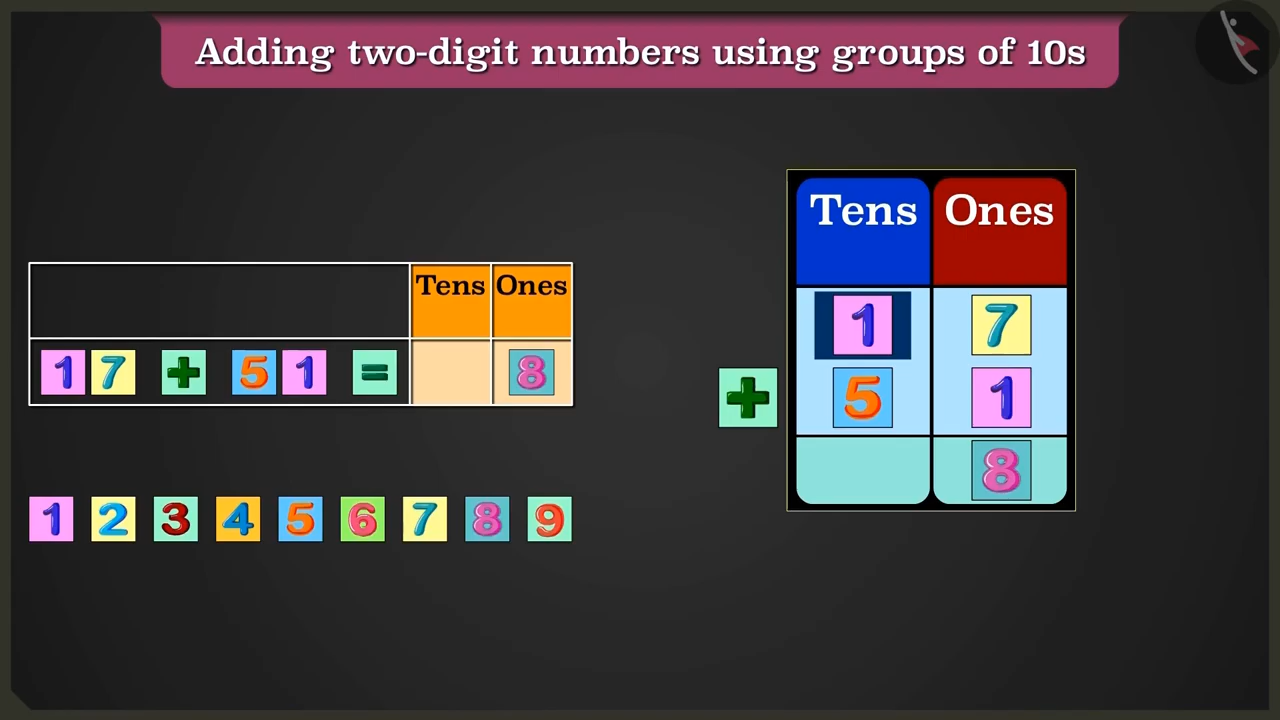 Adding two-digit numbers using groups of 10s
Tens Ones
17 + 51 = 8
1 2 3 4 5 6 7 8 9
Tens Ones
1 7
+ 5 1
8